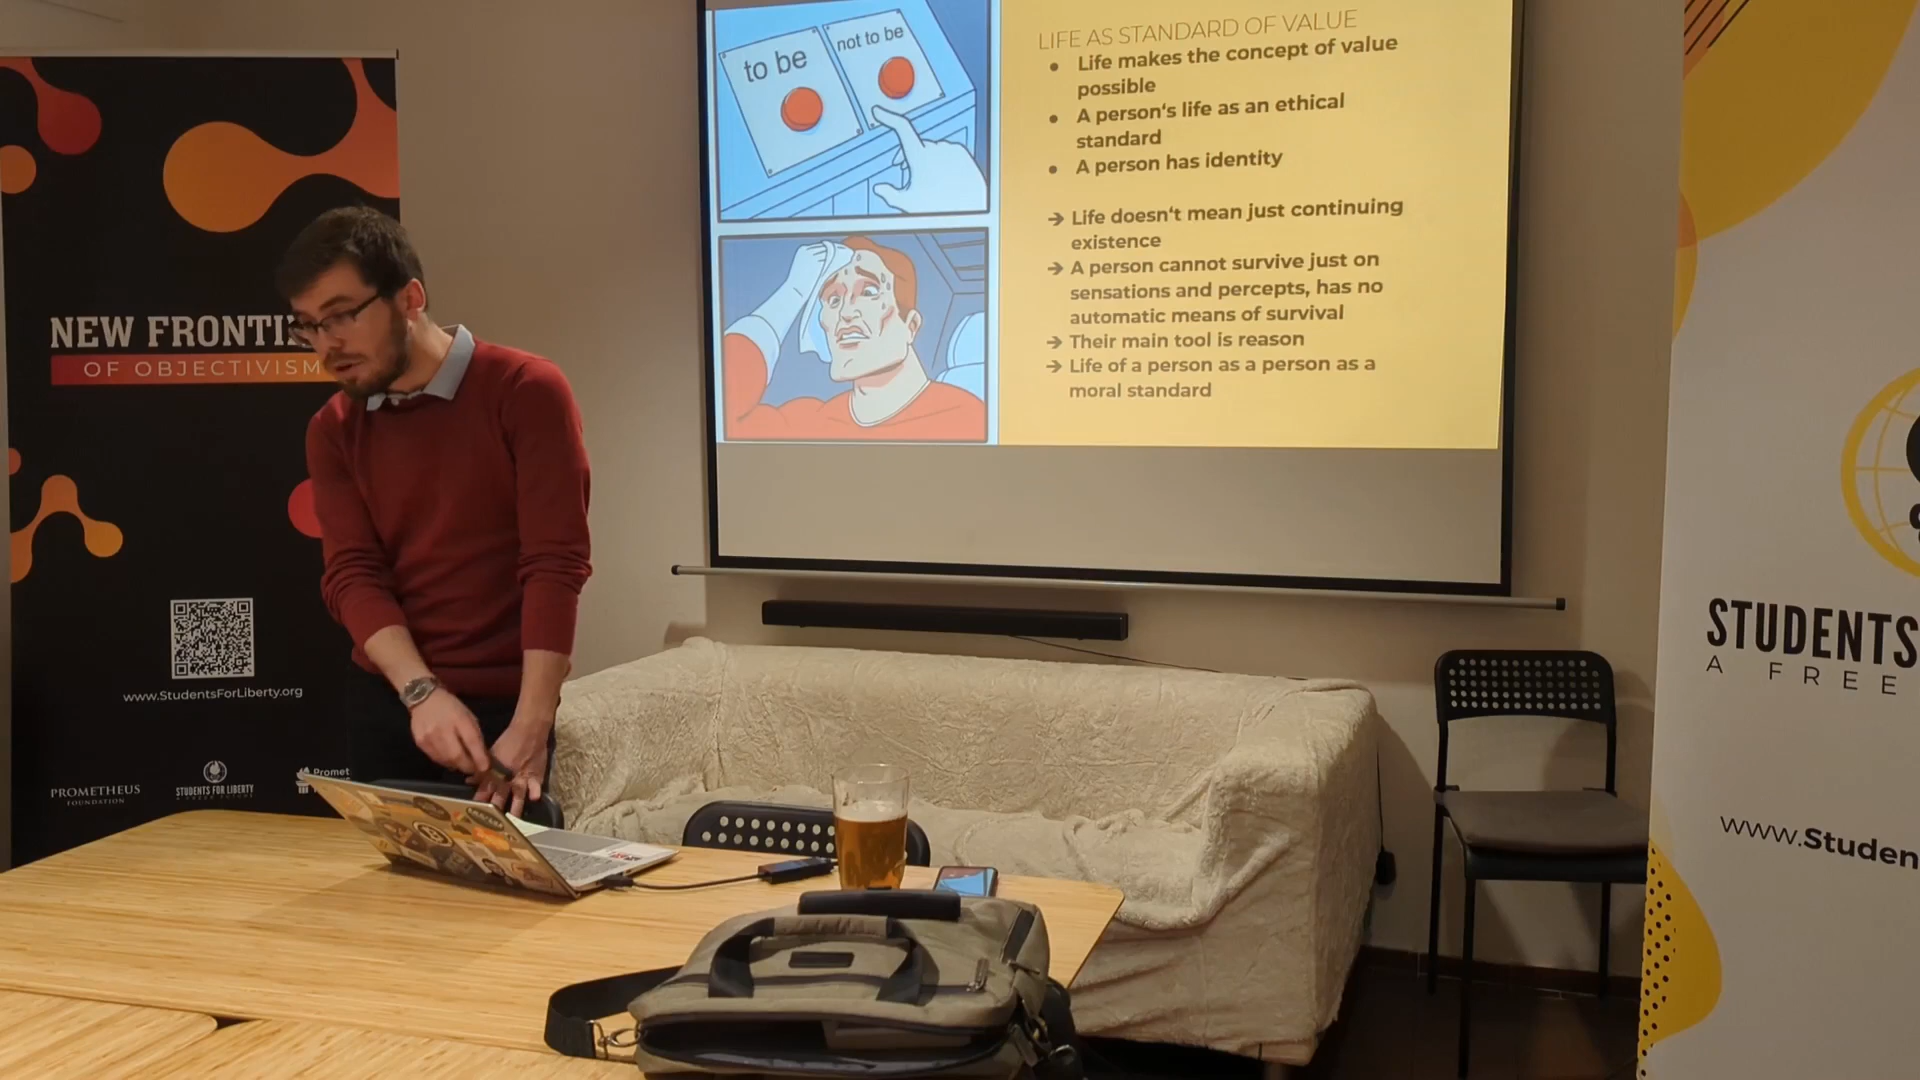 NEW FRONTI
OF OBJECTIVISM
www.StudentsForLiberty.org
PROMETHEUS
FOUNDATION
STUDENTS FOR LIBERTY
Promet
to be
not to be
LIFE AS STANDARD OF VALUE
Life makes the concept of value
possible
A person‘s life as an ethical
standard
A person has identity
→ Life doesn‘t mean just continuing
existence
→ A person cannot survive just on
sensations and percepts, has no
automatic means of survival
→ Their main tool is reason
→ Life of a person as a person as a
moral standard
STUDENTS
A FREE
www.Studen